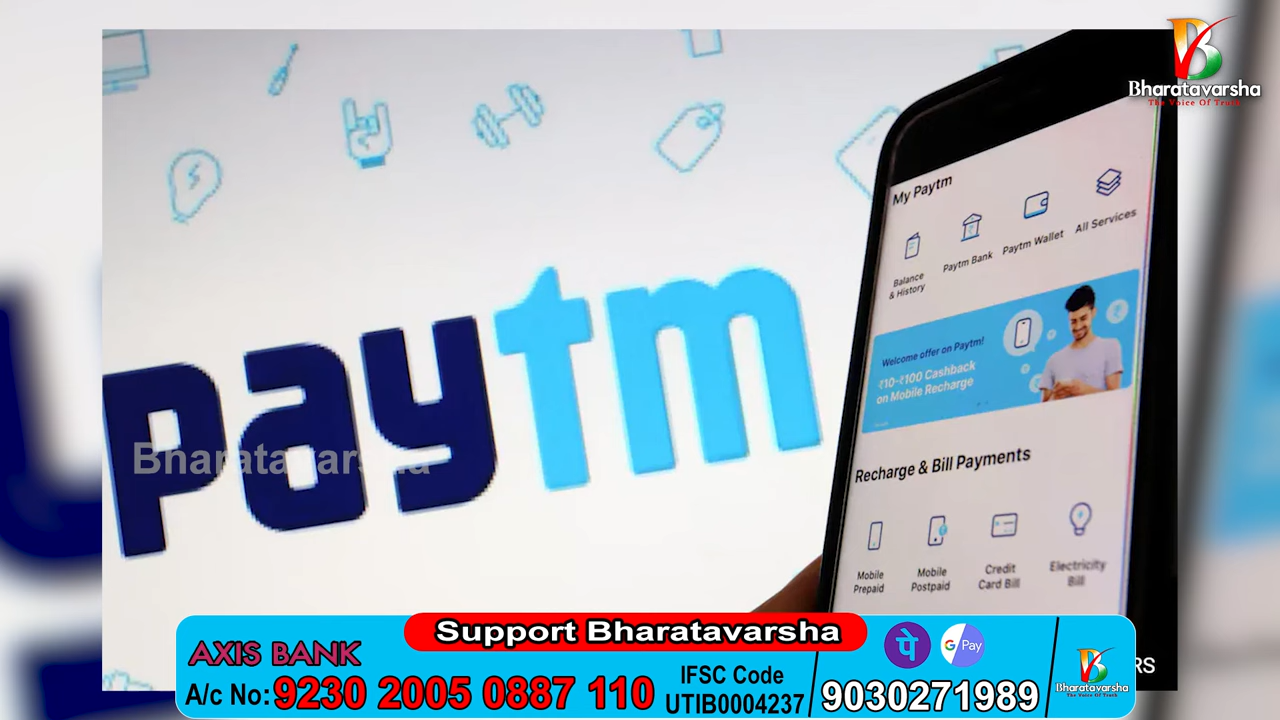 Bharatavarsha
The Voice Of Truth
My Paytm
Balance
& History
Paytm Bank
Paytm Wallet
All Services
Welcome offer on Paytm!
₹10-₹100 Cashback
on Mobile Recharge
paytm
Bharatavarsha
Recharge & Bill Payments
Mobile
Prepaid
Mobile
Postpaid
Credit
Card Bill
Electricity
Bill
RS
Support Bharatavarsha
AXIS BANK
A/c No: 9230 2005 0887 110
IFSC Code
UTIB0004237
पे
G Pay
9030271989
Bharatavarsha
The Voice Of Truth